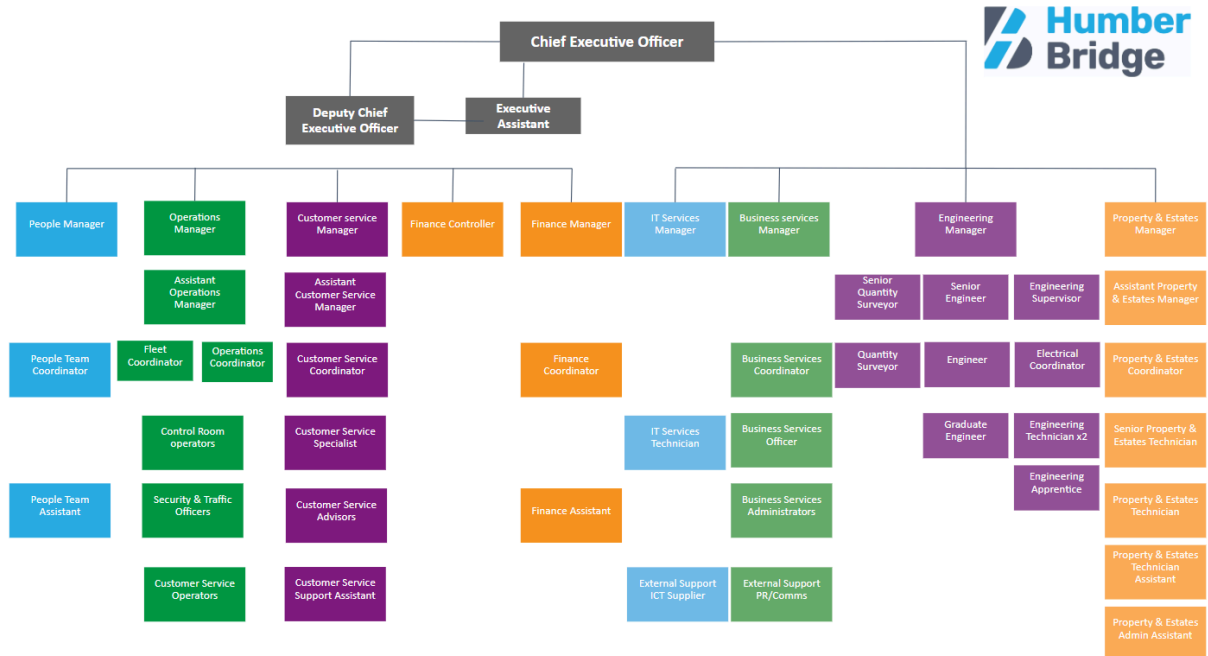 Humber
Bridge
Chief Executive Officer
Deputy Chief
Executive Officer
Executive
Assistant
People Manager
Operations
Manager
Customer service
Manager
Finance Controller
Finance Manager
IT Services
Manager
Business services
Manager
Engineering
Manager
Property & Estates
Manager
Assistant
Operations
Manager
Assistant
Customer Service
Manager
Senior
Quantity
Surveyor
Senior
Engineer
Engineering
Supervisor
Assistant Property
& Estates Manager
People Team
Coordinator
Fleet
Coordinator
Operations
Coordinator
Customer Service
Coordinator
Finance
Coordinator
Business Services
Coordinator
Quantity
Surveyor
Engineer
Electrical
Coordinator
Property & Estates
Coordinator
Control Room
operators
Customer Service
Specialist
IT Services
Technician
Business Services
Officer
Graduate
Engineer
Engineering
Technician x2
Senior Property
& Estates Technician
Engineering
Apprentice
People Team
Assistant
Security & Traffic
Officers
Customer Service
Advisors
Finance Assistant
Business Services
Administrators
Property & Estates
Technician
Property & Estates
Technician
Assistant
Customer Service
Operators
Customer Service
Support Assistant
External Support
ICT Supplier
External Support
PR/Comms
Property & Estates
Admin Assistant